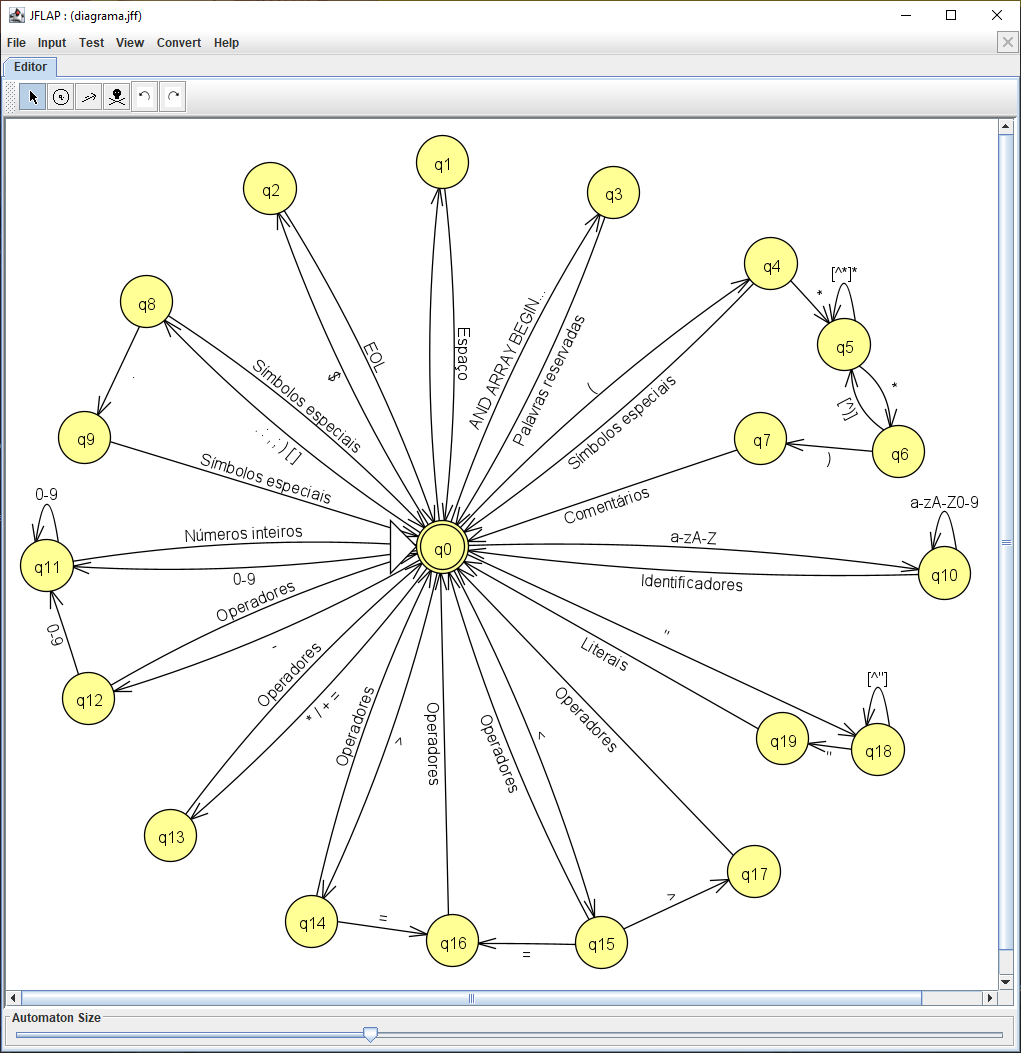 JFLAP : (diagrama.jff)
File Input Test View Convert Help
Editor
q1
q2
q3
q4
[^*]*
*
q8
q5
EOL
Espaço
AND ARRAY BEGIN...
Palavras reservadas
$
.
*
[^)]
(
Símbolos especiais
Símbolos especiais
) [ ]
q9
q7
q6
)
Símbolos especiais
Comentários
0-9
a-zA-Z0-9
Números inteiros
a-zA-Z
q0
q11
q10
0-9
Identificadores
Operadores
0-9
-
"
Literais
[^"]
Operadores
* / + =
q12
Operadores
>
Operadores
Operadores
<
Operadores
q19
"
q18
q13
q17
>
q14
=
q16
=
q15
Automaton Size